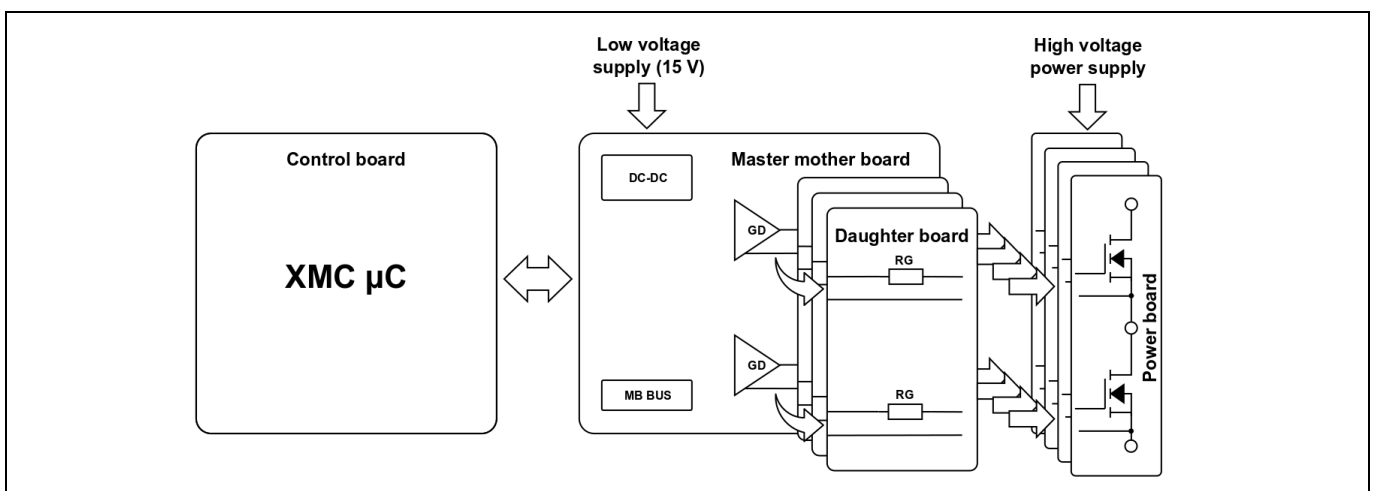 Low voltage
supply (15 V)
High voltage
power supply
Control board
XMC µC
Master mother board
DC-DC
GD
Daughter board
RG
GD
MB BUS
RG
Power board